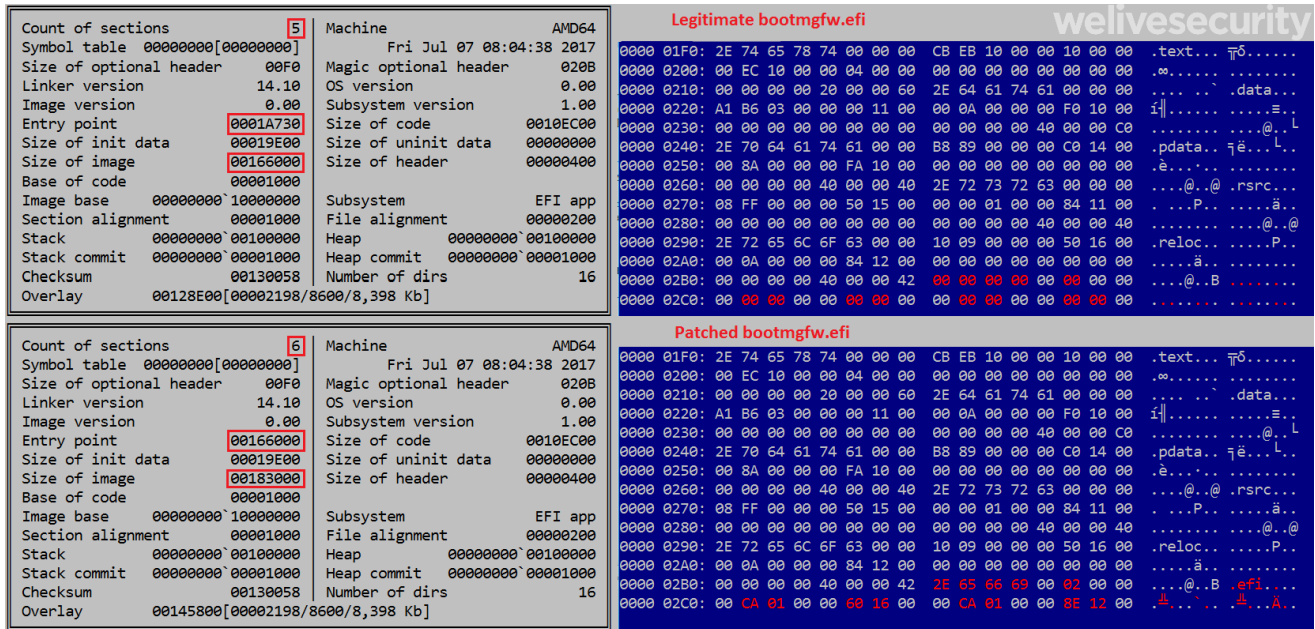 Count of sections 5 Machine AMD64
Symbol table 00000000[00000000] Fri Jul 07 08:04:38 2017
Size of optional header 00F0 Magic optional header 020B
Linker version 14.10 OS version 0.00
Image version 0.00 Subsystem version 1.00
Entry point 0001A730 Size of code 0010EC00
Size of init data 00019E00 Size of uninit data 00000000
Size of image 00166000 Size of header 00000400
Base of code 00001000
Image base 00000000`10000000 Subsystem EFI app
Section alignment 00001000 File alignment 00000200
Stack 00000000`00100000 Heap 00000000`00100000
Stack commit 00000000`00001000 Heap commit 00000000`00001000
Checksum 00130058 Number of dirs 16
Overlay 00128E00[00002198/8600/8,398 Kb]
Legitimate bootmgfw.efi
welivesecurity
0000 01F0: 2E 74 65 78 74 00 00 00 CB EB 10 00 00 10 00 00 .text... ╦δ......
0000 0200: 00 EC 10 00 00 04 00 00 00 00 00 00 00 00 00 00 .∞...... ........
0000 0210: 00 00 00 00 20 00 00 60 2E 64 61 74 61 00 00 00 .... ..` .data...
0000 0220: A1 B6 03 00 00 00 11 00 00 0A 00 00 00 F0 10 00 í╢...... .....≡..
0000 0230: 00 00 00 00 00 00 00 00 00 00 00 00 40 00 00 C0 ........ ....@..└
0000 0240: 2E 70 64 61 74 61 00 00 B8 89 00 00 00 C0 14 00 .pdata.. ╕ë...└..
0000 0250: 00 8A 00 00 00 FA 10 00 00 00 00 00 00 00 00 00 .è...·.. ........
0000 0260: 00 00 00 00 40 00 00 40 2E 72 73 72 63 00 00 00 ....@..@ .rsrc...
0000 0270: 08 FF 00 00 00 50 15 00 00 00 01 00 00 84 11 00 . ...P.. .....ä..
0000 0280: 00 00 00 00 00 00 00 00 00 00 00 00 40 00 00 40 ........ ....@..@
0000 0290: 2E 72 65 6C 6F 63 00 00 10 09 00 00 00 50 16 00 .reloc.. .....P..
0000 02A0: 00 0A 00 00 00 84 12 00 00 00 00 00 00 00 00 00 .....ä.. ........
0000 02B0: 00 00 00 00 40 00 00 42 00 00 00 00 00 00 00 00 ....@..B ........
0000 02C0: 00 00 00 00 00 00 00 00 00 00 00 00 00 00 00 00 ........ ........
Count of sections 6 Machine AMD64
Symbol table 00000000[00000000] Fri Jul 07 08:04:38 2017
Size of optional header 00F0 Magic optional header 020B
Linker version 14.10 OS version 0.00
Image version 0.00 Subsystem version 1.00
Entry point 00166000 Size of code 0010EC00
Size of init data 00019E00 Size of uninit data 00000000
Size of image 00183000 Size of header 00000400
Base of code 00001000
Image base 00000000`10000000 Subsystem EFI app
Section alignment 00001000 File alignment 00000200
Stack 00000000`00100000 Heap 00000000`00100000
Stack commit 00000000`00001000 Heap commit 00000000`00001000
Checksum 00130058 Number of dirs 16
Overlay 00145800[00002198/8600/8,398 Kb]
Patched bootmgfw.efi
0000 01F0: 2E 74 65 78 74 00 00 00 CB EB 10 00 00 10 00 00 .text... ╦δ......
0000 0200: 00 EC 10 00 00 04 00 00 00 00 00 00 00 00 00 00 .∞...... ........
0000 0210: 00 00 00 00 20 00 00 60 2E 64 61 74 61 00 00 00 .... ..` .data...
0000 0220: A1 B6 03 00 00 00 11 00 00 0A 00 00 00 F0 10 00 í╢...... .....≡..
0000 0230: 00 00 00 00 00 00 00 00 00 00 00 00 40 00 00 C0 ........ ....@..└
0000 0240: 2E 70 64 61 74 61 00 00 B8 89 00 00 00 C0 14 00 .pdata.. ╕ë...└..
0000 0250: 00 8A 00 00 00 FA 10 00 00 00 00 00 00 00 00 00 .è...·.. ........
0000 0260: 00 00 00 00 40 00 00 40 2E 72 73 72 63 00 00 00 ....@..@ .rsrc...
0000 0270: 08 FF 00 00 00 50 15 00 00 00 01 00 00 84 11 00 . ...P.. .....ä..
0000 0280: 00 00 00 00 00 00 00 00 00 00 00 00 40 00 00 40 ........ ....@..@
0000 0290: 2E 72 65 6C 6F 63 00 00 10 09 00 00 00 50 16 00 .reloc.. .....P..
0000 02A0: 00 0A 00 00 00 84 12 00 00 00 00 00 00 00 00 00 .....ä.. ........
0000 02B0: 00 00 00 00 40 00 00 42 2E 65 66 69 00 02 00 00 ....@..B .efi....
0000 02C0: 00 CA 01 00 00 60 16 00 00 CA 01 00 00 8E 12 00 .╩...`.. .╩...Ä..